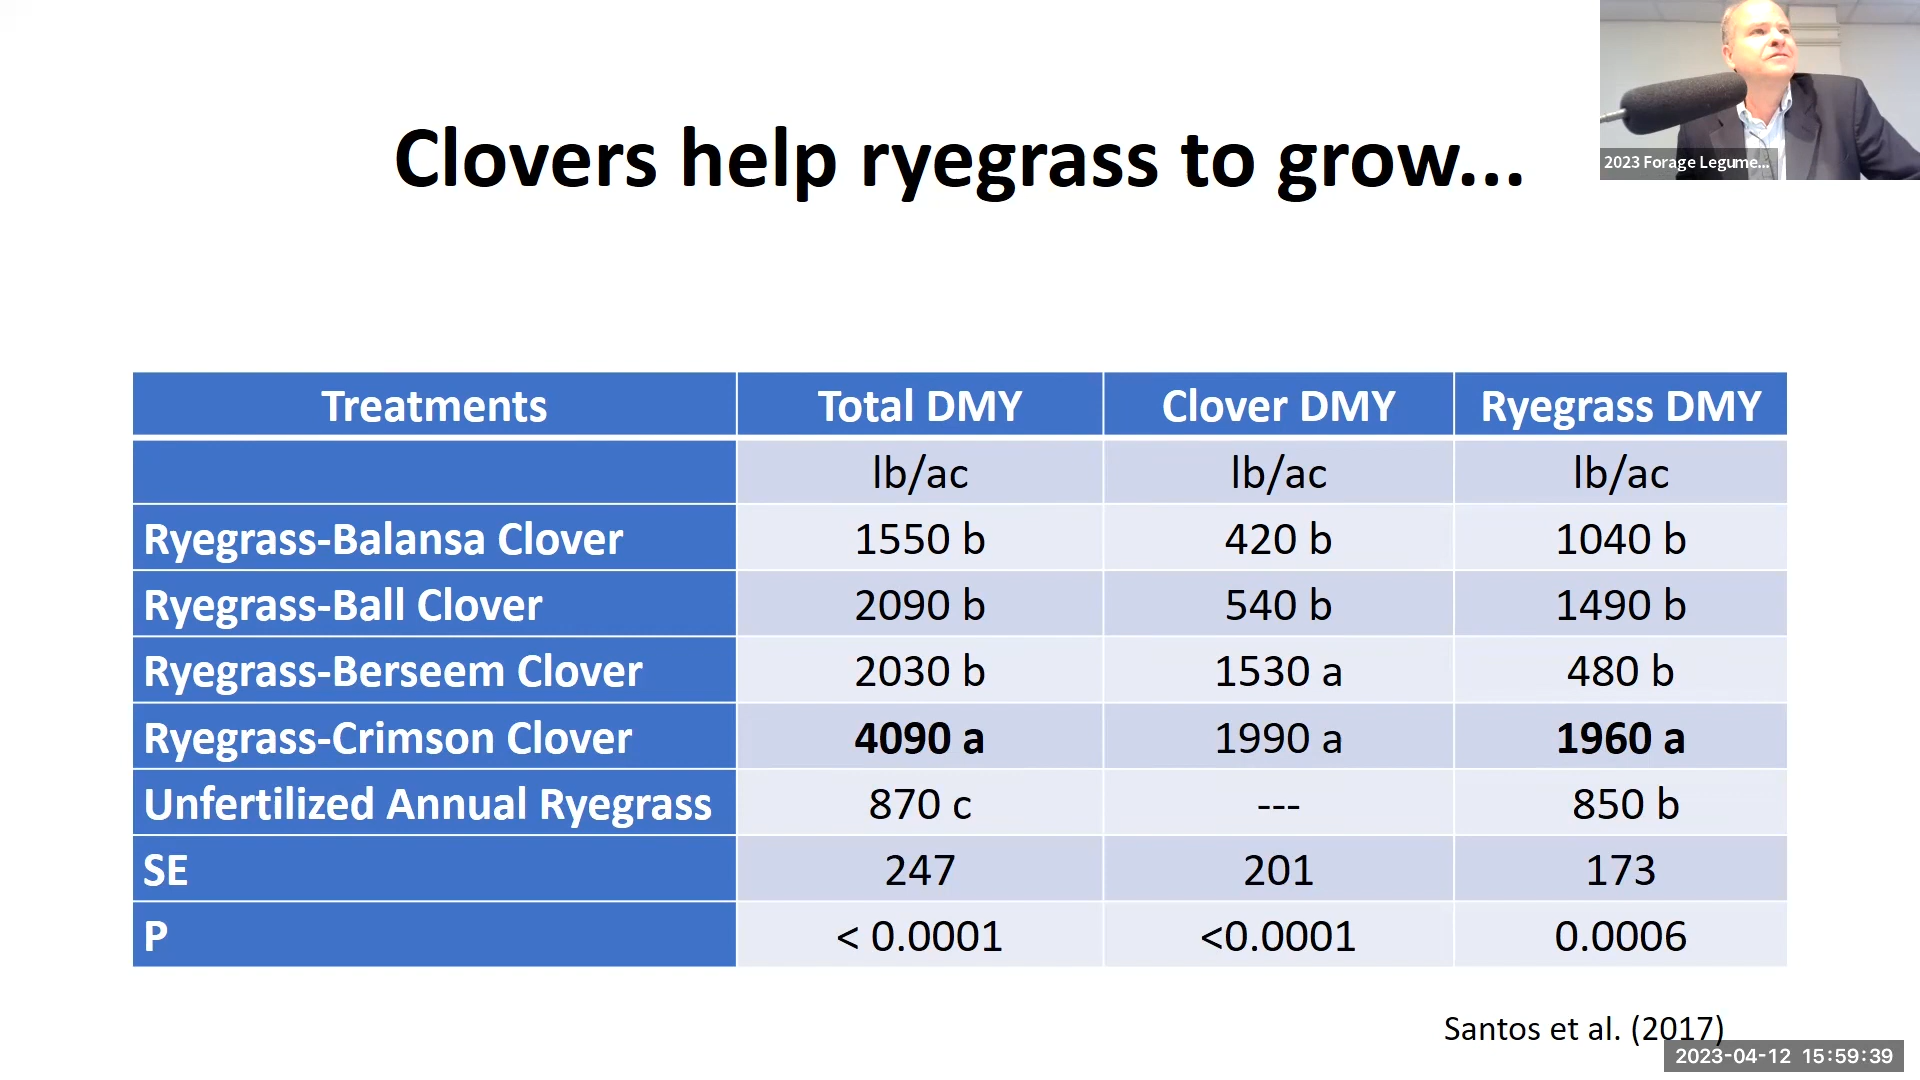 Clovers help ryegrass to grow...
2023 Forage Legume...
Treatments Total DMY Clover DMY Ryegrass DMY
lb/ac lb/ac lb/ac
Ryegrass-Balansa Clover 1550 b 420 b 1040 b
Ryegrass-Ball Clover 2090 b 540 b 1490 b
Ryegrass-Berseem Clover 2030 b 1530 a 480 b
Ryegrass-Crimson Clover 4090 a 1990 a 1960 a
Unfertilized Annual Ryegrass 870 c --- 850 b
SE 247 201 173
P < 0.0001 <0.0001 0.0006
Santos et al. (2017)
2023-04-12 15:59:39